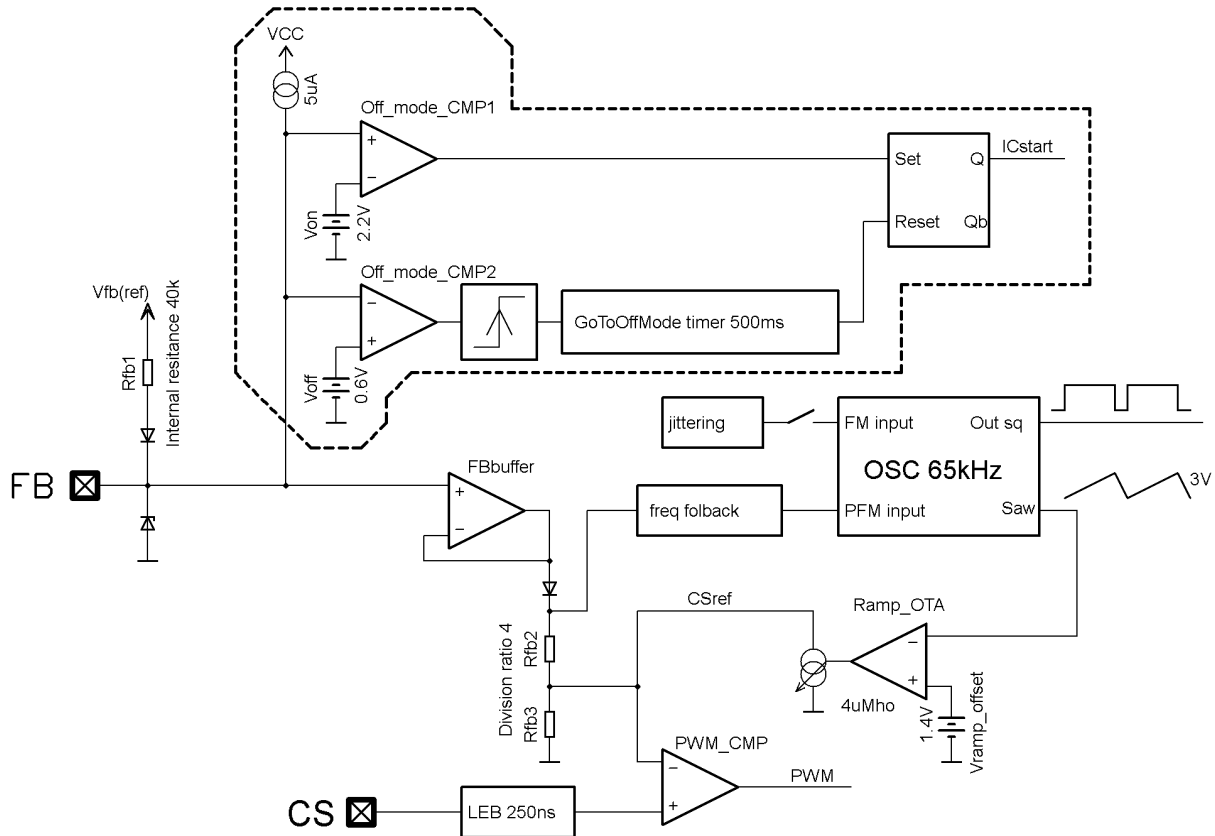 VCC
5uA
Off_mode_CMP1
+
−
Von
2.2V
Set
Q
ICstart
Reset
Qb
Off_mode_CMP2
−
+
Voff
0.6V
GoToOffMode timer 500ms
Vfb(ref)
Rfb1
Internal resitance 40k
jittering
FM input
Out sq
OSC 65kHz
PFM input
Saw
3V
FB
FBbuffer
+
−
freq folback
CSref
Ramp_OTA
−
+
4uMho
1.4V
Vramp_offset
Division ratio 4
Rfb2
Rfb3
PWM_CMP
−
+
PWM
CS
LEB 250ns